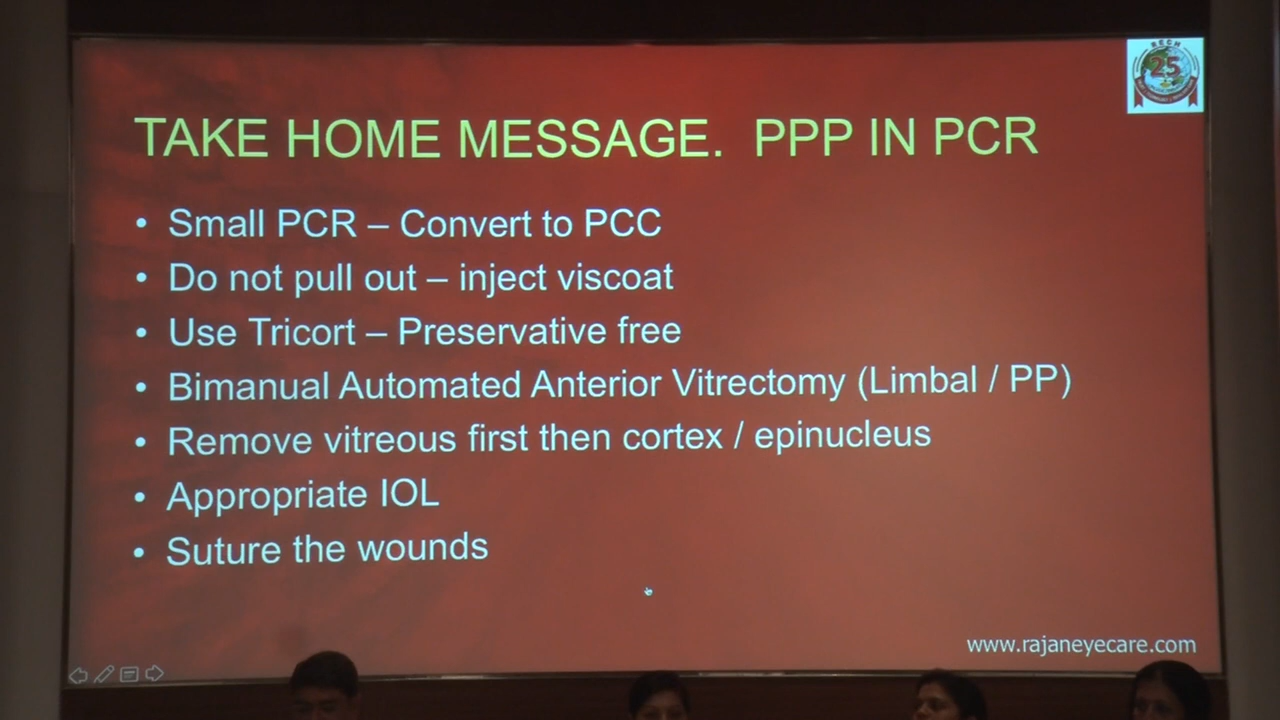 RECH
25
TAKE HOME MESSAGE. PPP IN PCR
• Small PCR – Convert to PCC
• Do not pull out – inject viscoat
• Use Tricort – Preservative free
• Bimanual Automated Anterior Vitrectomy (Limbal / PP)
• Remove vitreous first then cortex / epinucleus
• Appropriate IOL
• Suture the wounds
www.rajaneyecare.com